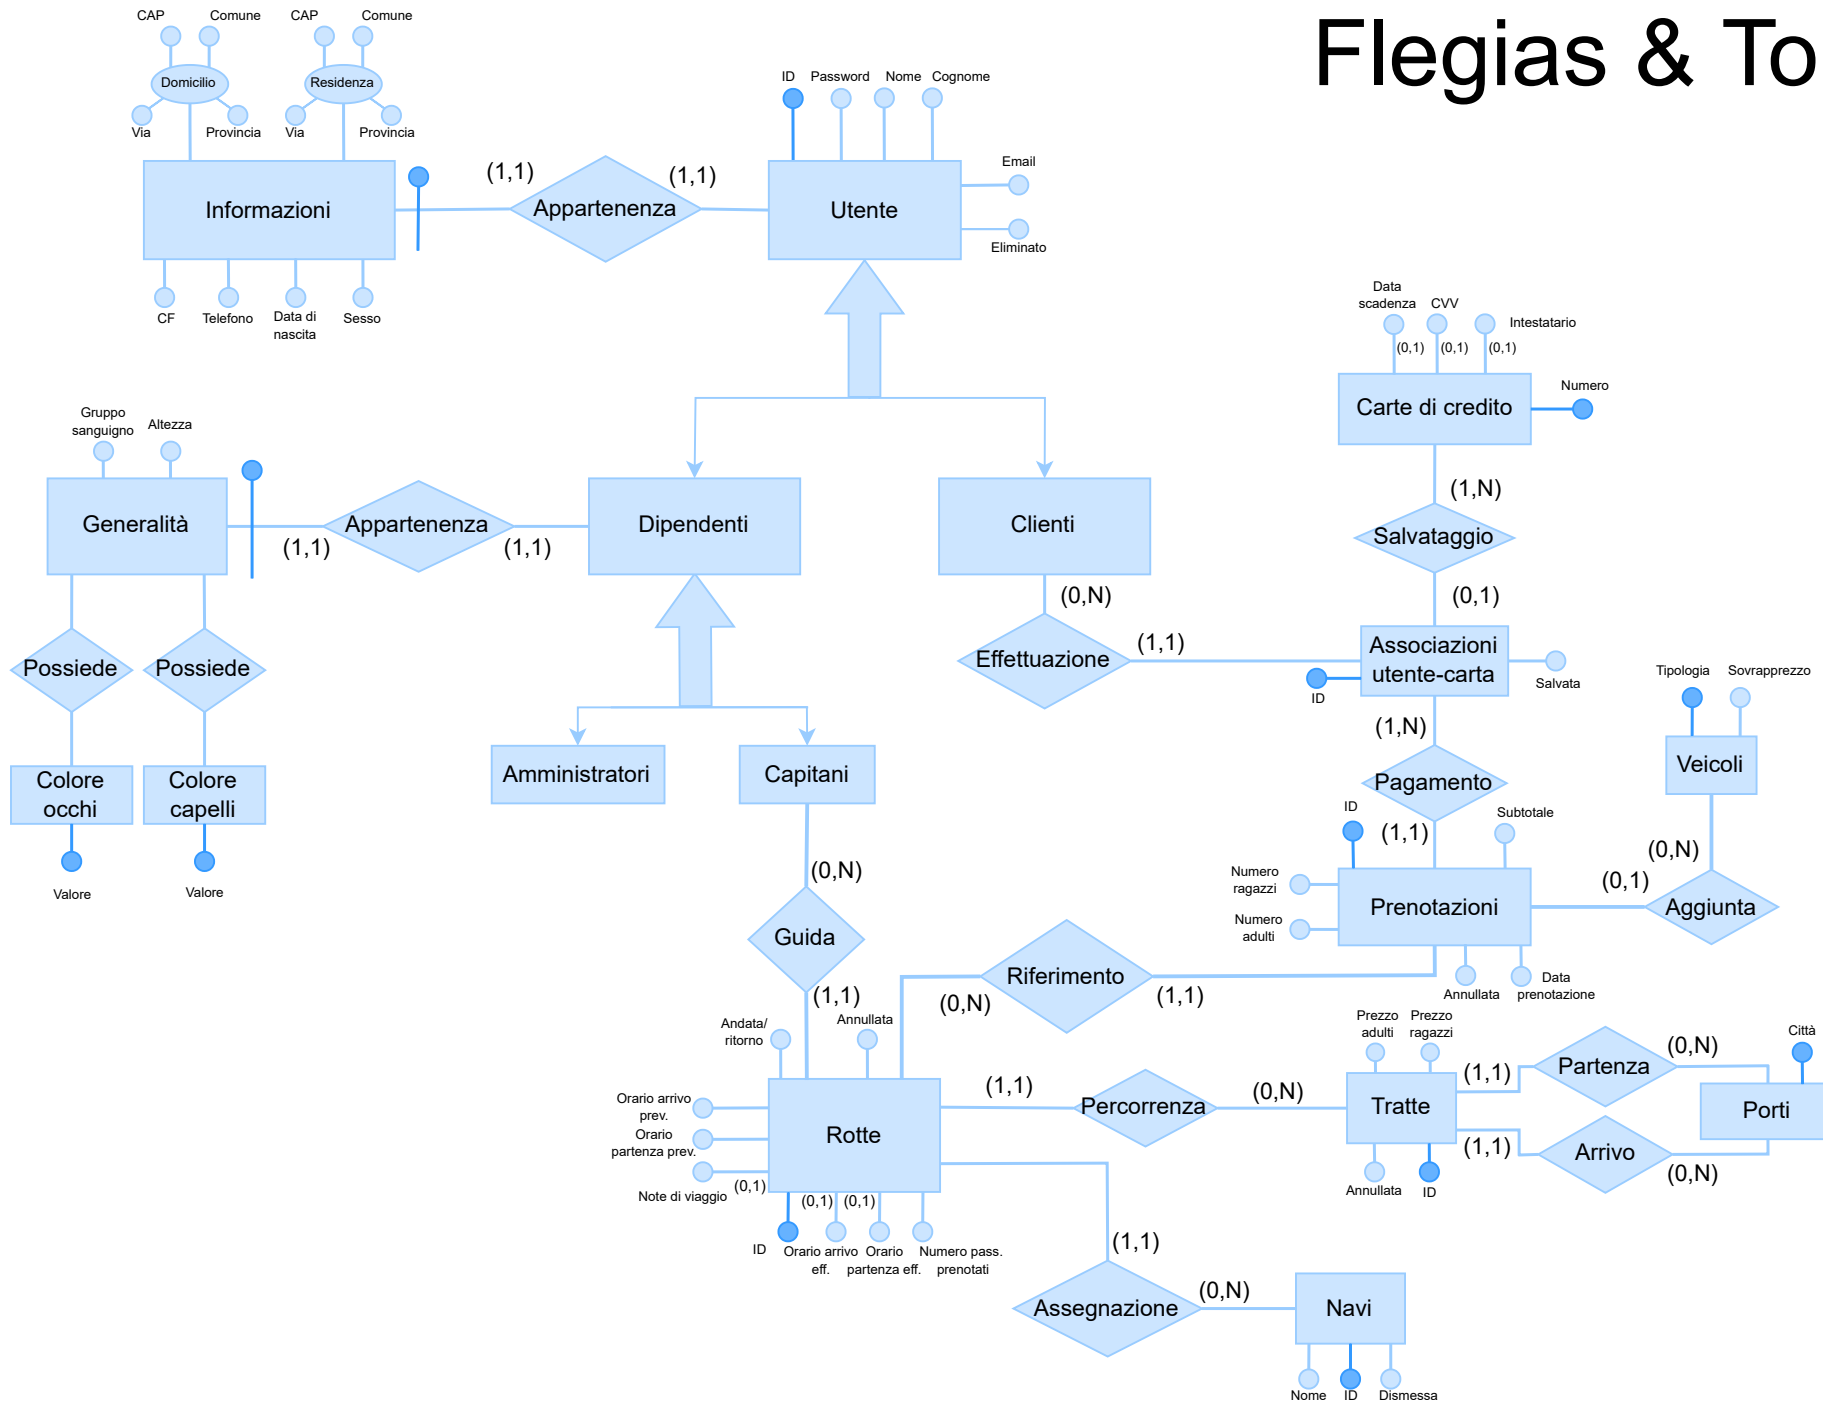 Flegias & To
CAP
Comune
CAP
Comune
Domicilio
Residenza
Via
Provincia
Via
Provincia
ID
Password
Nome
Cognome
Informazioni
(1,1)
Appartenenza
(1,1)
Utente
Email
Eliminato
CF
Telefono
Data di
nascita
Sesso
Data
scadenza
CVV
Intestatario
(0,1)
(0,1)
(0,1)
Carte di credito
Numero
Gruppo
sanguigno
Altezza
Generalità
(1,1)
Appartenenza
(1,1)
Dipendenti
Clienti
(1,N)
Salvataggio
(0,1)
(0,N)
Effettuazione
(1,1)
Associazioni
utente-carta
ID
Salvata
Possiede
Possiede
Colore
occhi
Colore
capelli
Valore
Valore
Amministratori
Capitani
(1,N)
Pagamento
(1,1)
Tipologia
Sovrapprezzo
Veicoli
(0,N)
(0,1)
Aggiunta
ID
Subtotale
Numero
ragazzi
Numero
adulti
Prenotazioni
Annullata
Data
prenotazione
(0,N)
Guida
(1,1)
Riferimento
(0,N)
(1,1)
Andata/
ritorno
Annullata
Orario arrivo
prev.
Orario
partenza prev.
Note di viaggio
(0,1)
Rotte
(0,1)
(0,1)
ID
Orario arrivo
eff.
Orario
partenza eff.
Numero pass.
prenotati
(1,1)
Percorrenza
(0,N)
Prezzo
adulti
Prezzo
ragazzi
Tratte
Annullata
ID
(1,1)
Partenza
(0,N)
(1,1)
Arrivo
(0,N)
Città
Porti
(1,1)
Assegnazione
(0,N)
Navi
Nome
ID
Dismessa